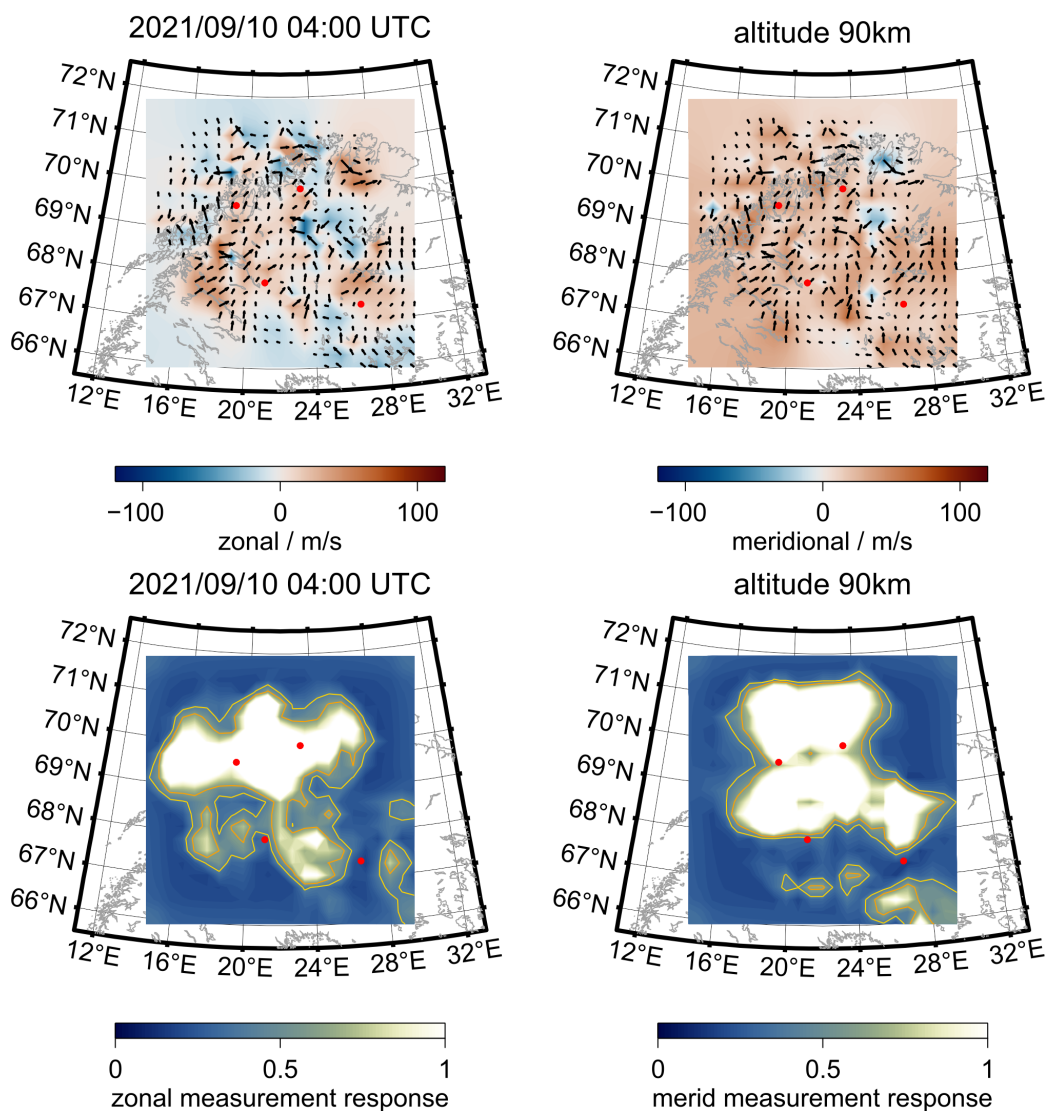 2021/09/10 04:00 UTC
72°N
71°N
70°N
69°N
68°N
67°N
66°N
12°E
16°E
20°E
24°E
28°E
32°E
−100
0
100
zonal / m/s
altitude 90km
72°N
71°N
70°N
69°N
68°N
67°N
66°N
12°E
16°E
20°E
24°E
28°E
32°E
−100
0
100
meridional / m/s
2021/09/10 04:00 UTC
72°N
71°N
70°N
69°N
68°N
67°N
66°N
12°E
16°E
20°E
24°E
28°E
32°E
0
0.5
1
zonal measurement response
altitude 90km
72°N
71°N
70°N
69°N
68°N
67°N
66°N
12°E
16°E
20°E
24°E
28°E
32°E
0
0.5
1
merid measurement response